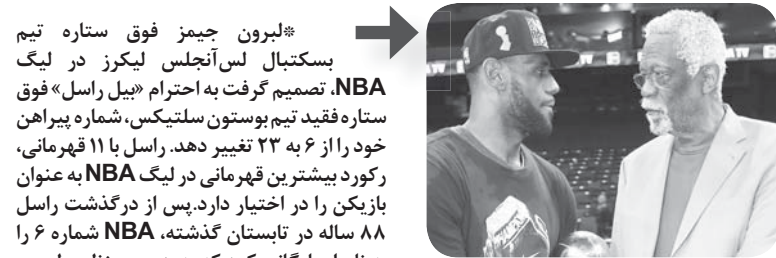 *لبرون جیمز فوق ستاره تیم
بسکتبال لس‌آنجلس لیکرز در لیگ
NBA، تصمیم گرفت به احترام «بیل راسل» فوق
ستاره فقید تیم بوستون سلتیکس، شماره پیراهن
خود را از ۶ به ۲۳ تغییر دهد. راسل با ۱۱ قهرمانی،
رکورد بیشترین قهرمانی در لیگ NBA به عنوان
بازیکن را در اختیار دارد.پس از درگذشت راسل
۸۸ ساله در تابستان گذشته، NBA شماره ۶ را